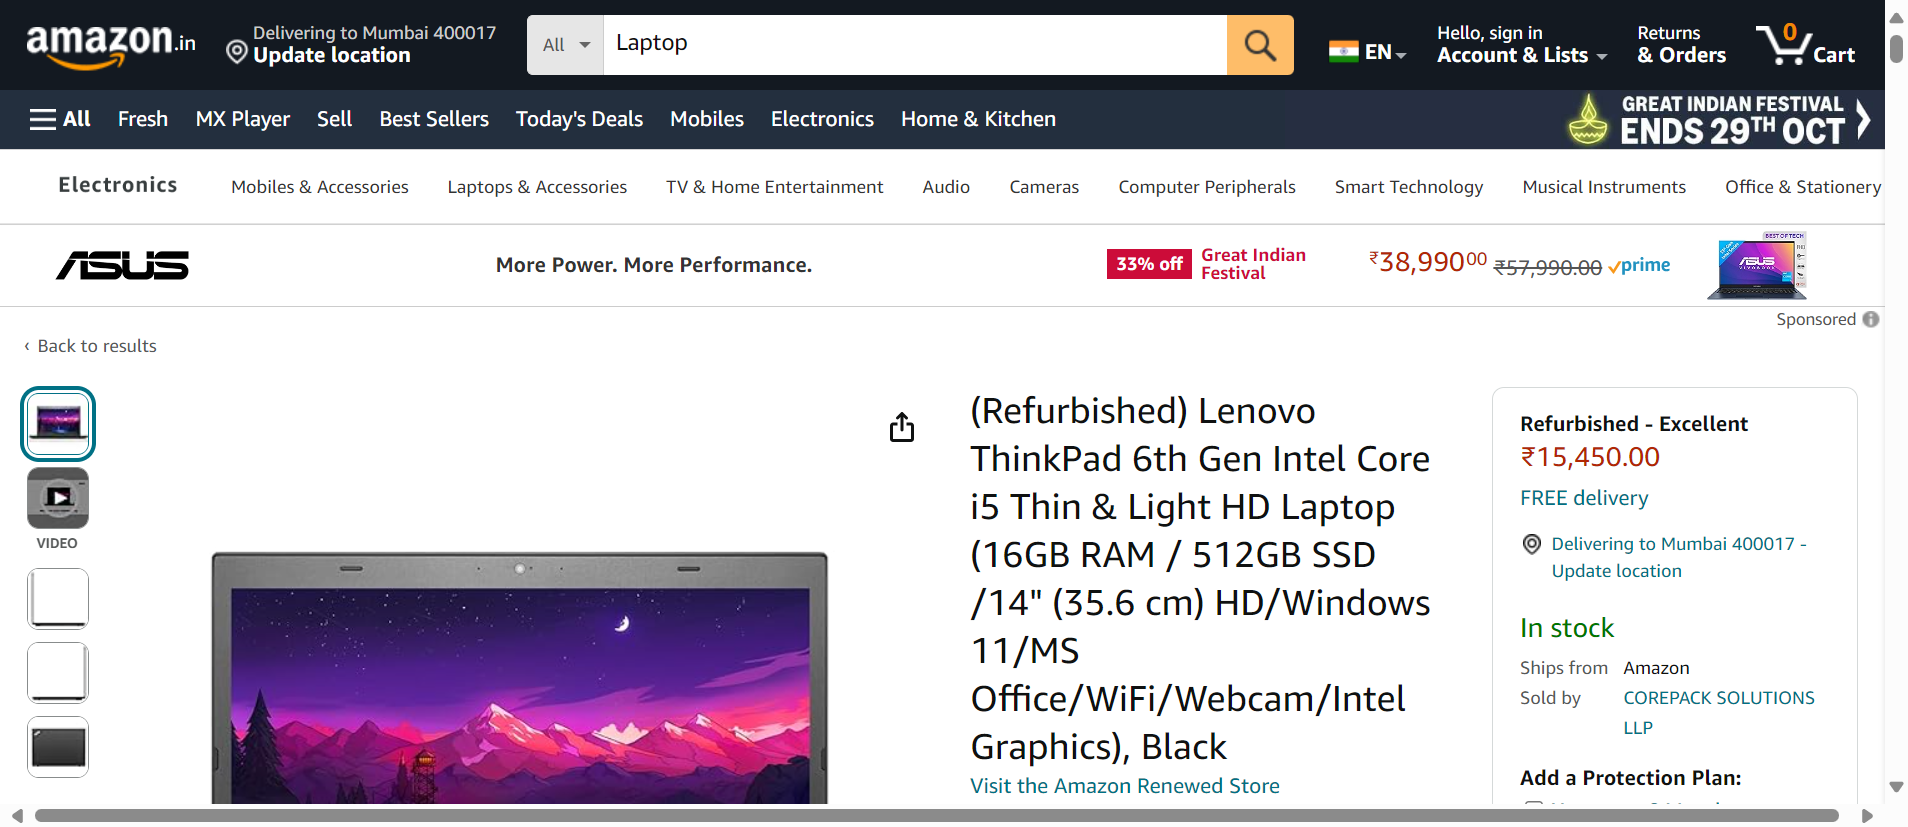 amazon.in
Delivering to Mumbai 400017
Update location
All
Laptop
EN
Hello, sign in
Account & Lists
Returns
& Orders
0
Cart
All
Fresh
MX Player
Sell
Best Sellers
Today's Deals
Mobiles
Electronics
Home & Kitchen
GREAT INDIAN FESTIVAL
ENDS 29TH OCT
Electronics
Mobiles & Accessories
Laptops & Accessories
TV & Home Entertainment
Audio
Cameras
Computer Peripherals
Smart Technology
Musical Instruments
Office & Stationery
ASUS
More Power. More Performance.
33% off
Great Indian
Festival
₹38,99000
₹57,990.00
prime
BEST OF TECH
ASUS
Sponsored
‹ Back to results
VIDEO
(Refurbished) Lenovo
ThinkPad 6th Gen Intel Core
i5 Thin & Light HD Laptop
(16GB RAM / 512GB SSD
/14" (35.6 cm) HD/Windows
11/MS
Office/WiFi/Webcam/Intel
Graphics), Black
Visit the Amazon Renewed Store
Refurbished - Excellent
₹15,450.00
FREE delivery
Delivering to Mumbai 400017 -
Update location
In stock
Ships from Amazon
Sold by COREPACK SOLUTIONS
LLP
Add a Protection Plan: